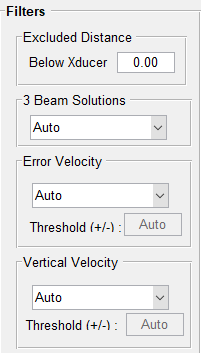 Filters
Excluded Distance
Below Xducer 0.00
3 Beam Solutions
Auto
Error Velocity
Auto
Threshold (+/-) : Auto
Vertical Velocity
Auto
Threshold (+/-) : Auto